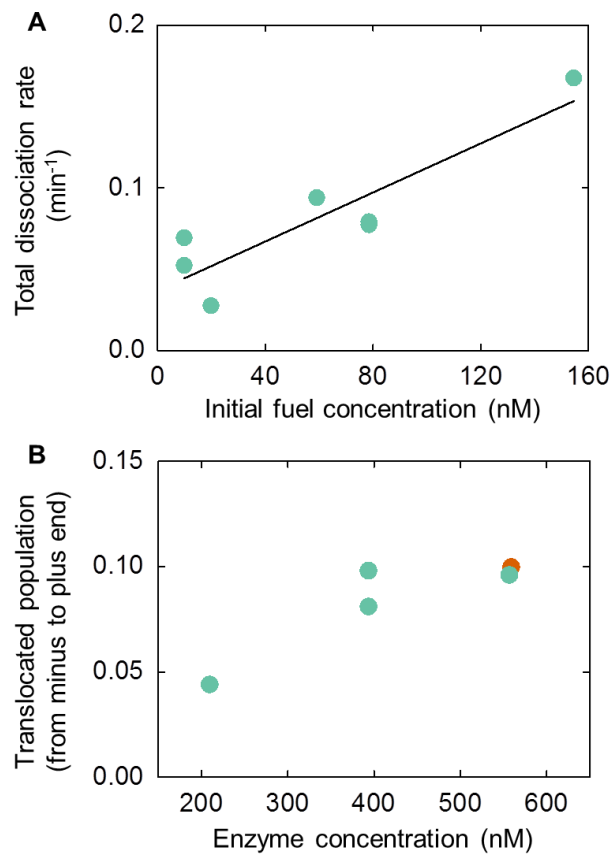 A
Total dissociation rate
(min⁻¹)
0.2
0.1
0.0
0 40 80 120 160
Initial fuel concentration (nM)
B
Translocated population
(from minus to plus end)
0.15
0.10
0.05
0.00
200 300 400 500 600
Enzyme concentration (nM)